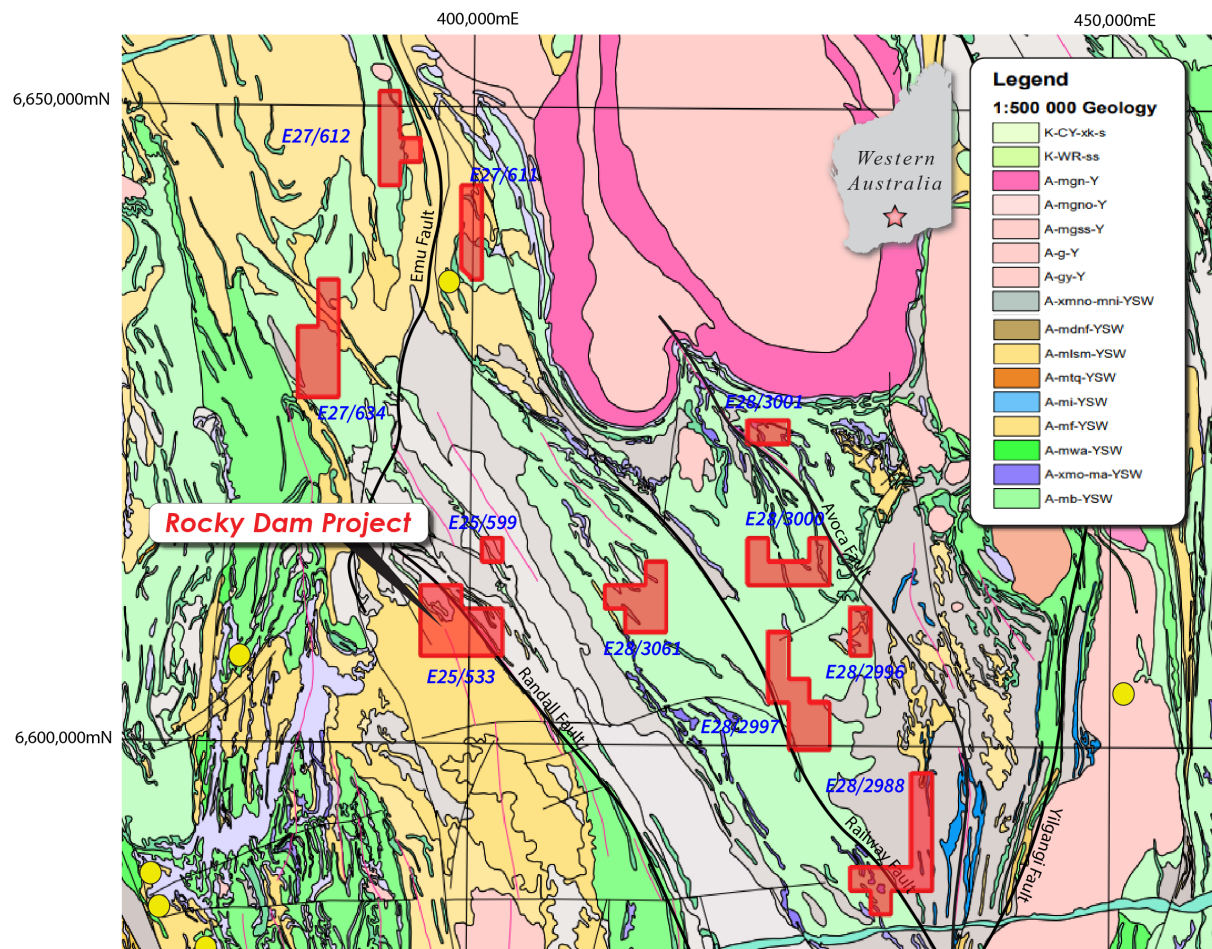 400,000mE
450,000mE
6,650,000mN
E27/612
E27/611
Emu Fault
Western
Australia
Legend
1:500 000 Geology
K-CY-xk-s
K-WR-ss
A-mgn-Y
A-mgno-Y
A-mgss-Y
A-g-Y
A-gy-Y
A-xmno-mni-YSW
A-mdnf-YSW
A-mlsm-YSW
A-mtq-YSW
A-mi-YSW
A-mf-YSW
A-mwa-YSW
A-xmo-ma-YSW
A-mb-YSW
E27/634
E28/3001
Rocky Dam Project
E25/599
E28/3000
Avoca Fault
E28/3061
E25/533
E28/2996
Randall Fault
E28/2997
6,600,000mN
E28/2988
Railway Fault
Yilgangi Fault